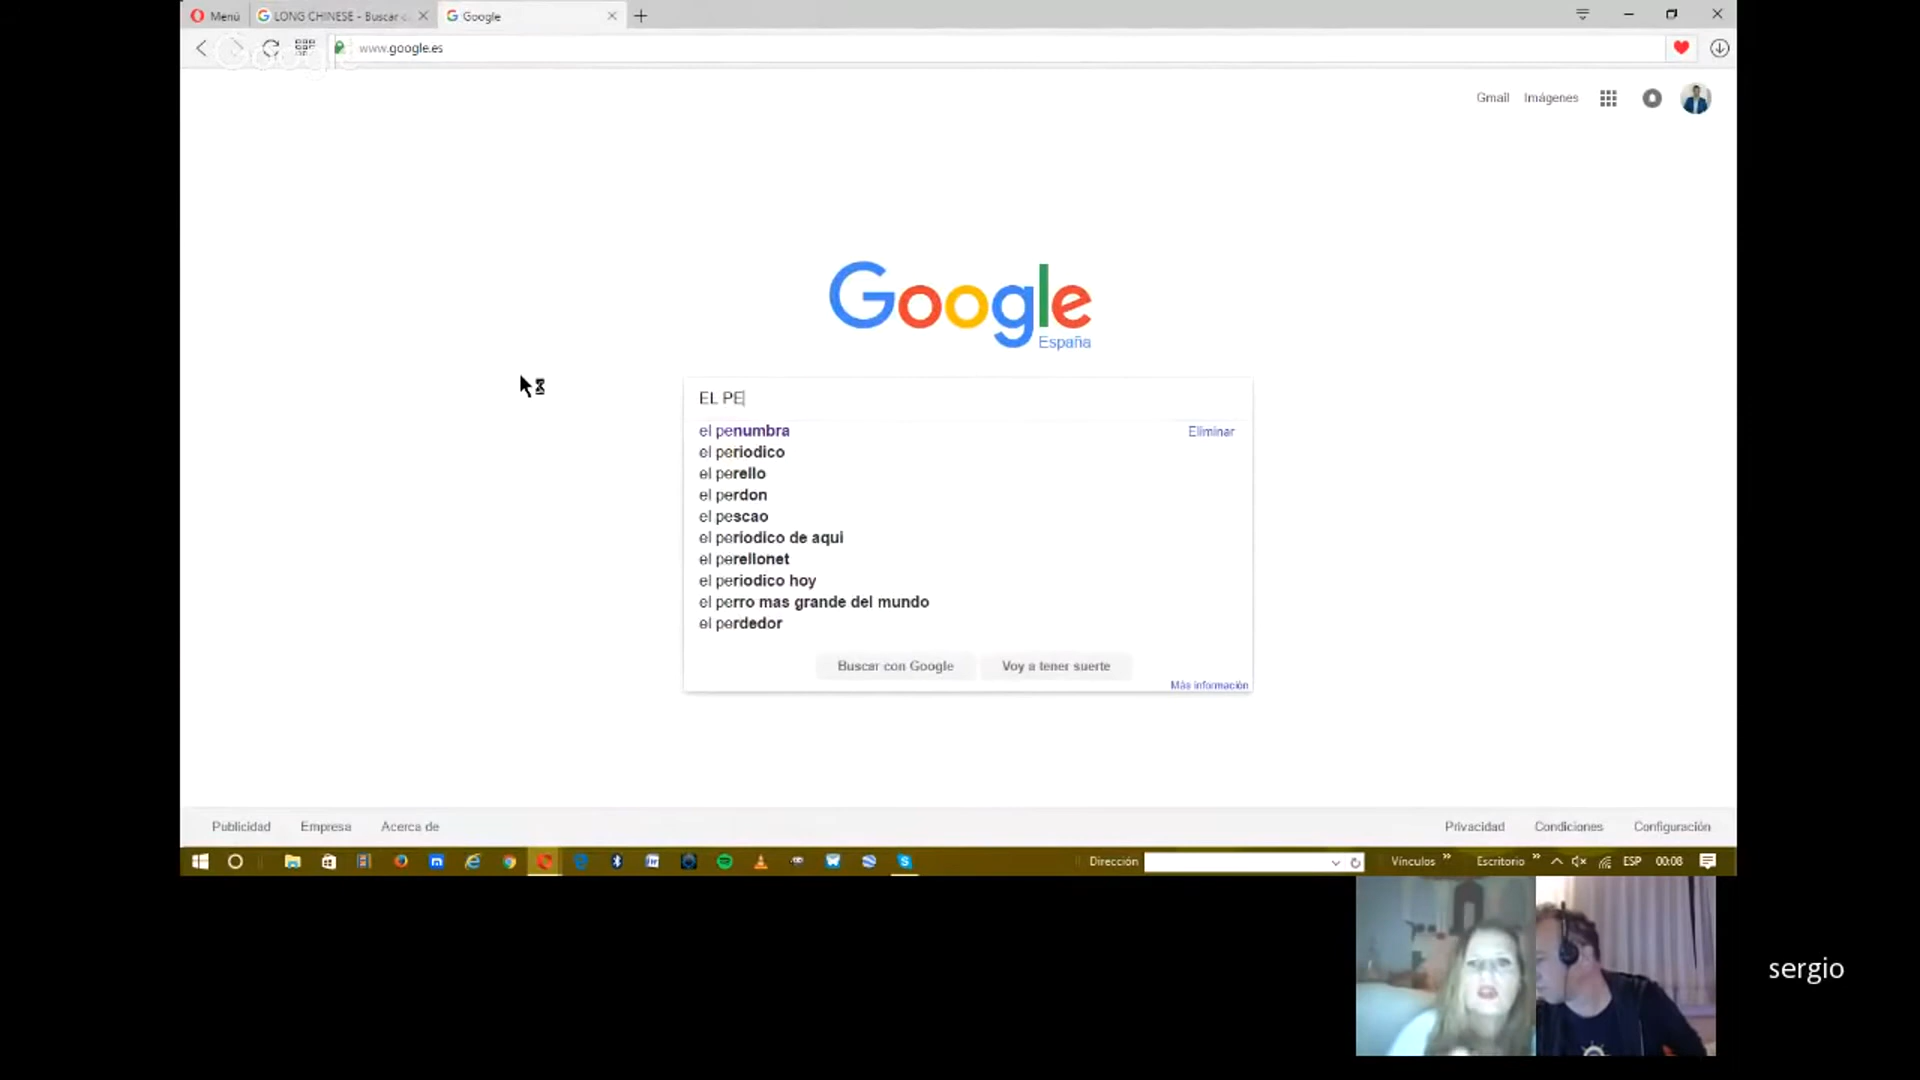 Menú
LONG CHINESE - Buscar c
Google
www.google.es
Google
Gmail Imágenes
Google
España
EL PE
el penumbra
Eliminar
el periodico
el perello
el perdon
el pescao
el periodico de aqui
el perellonet
el periodico hoy
el perro mas grande del mundo
el perdedor
Buscar con Google
Voy a tener suerte
Más información
Publicidad
Empresa
Acerca de
Privacidad
Condiciones
Configuración
Dirección
Vínculos
Escritorio
ESP
00:08
sergio